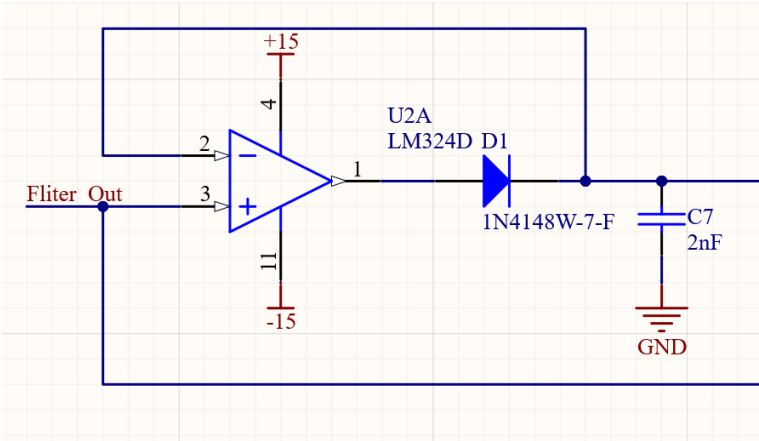 +15
4
U2A
LM324D D1
2
1
3
Fliter Out
1N4148W-7-F
C7
2nF
11
-15
GND